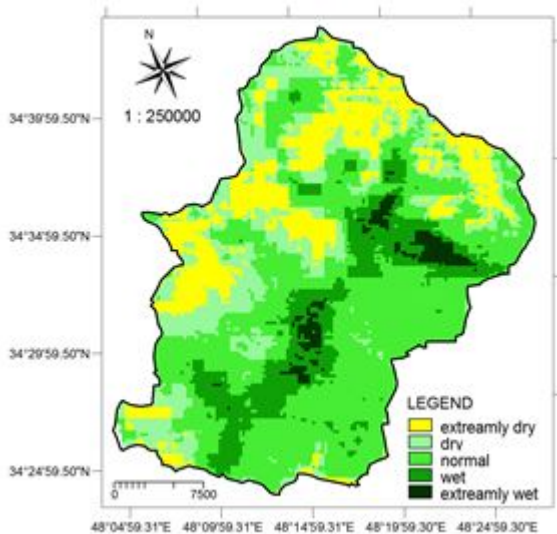 N
1 : 250000
34°39'59.50"N
34°34'59.50"N
34°29'59.50"N
34°24'59.50"N
LEGEND
extreamly dry
dry
normal
wet
extreamly wet
0 7500
48°04'59.31"E 48°09'59.31"E 48°14'59.31"E 48°19'59.30"E 48°24'59.30"E